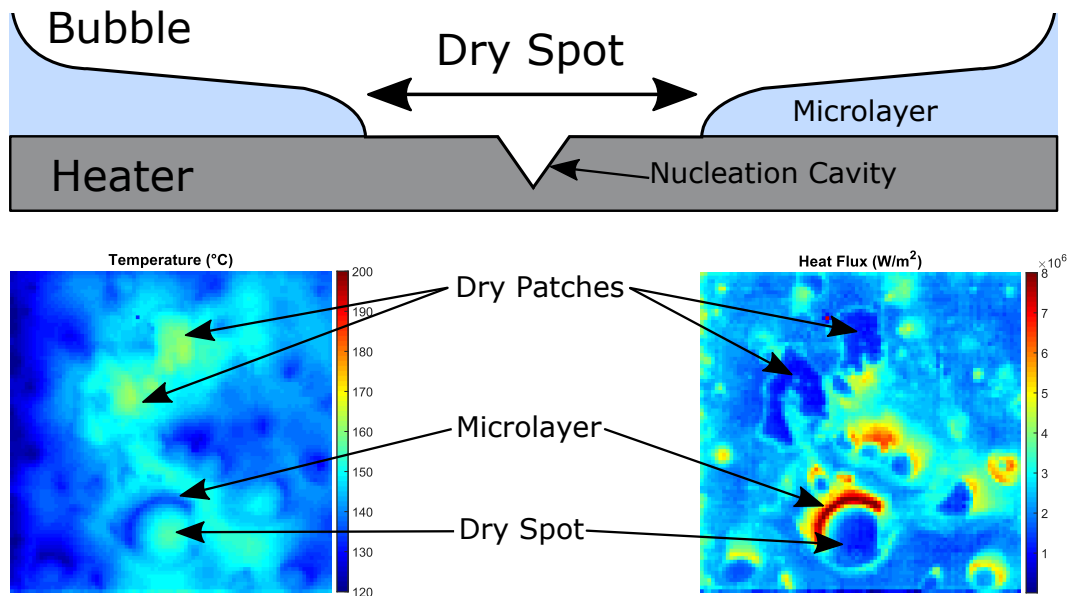 Bubble
Dry Spot
Microlayer
Heater
Nucleation Cavity
Temperature (°C)
200
190
180
170
160
150
140
130
120
Dry Patches
Microlayer
Dry Spot
Heat Flux (W/m²)
×10⁶
8
7
6
5
4
3
2
1